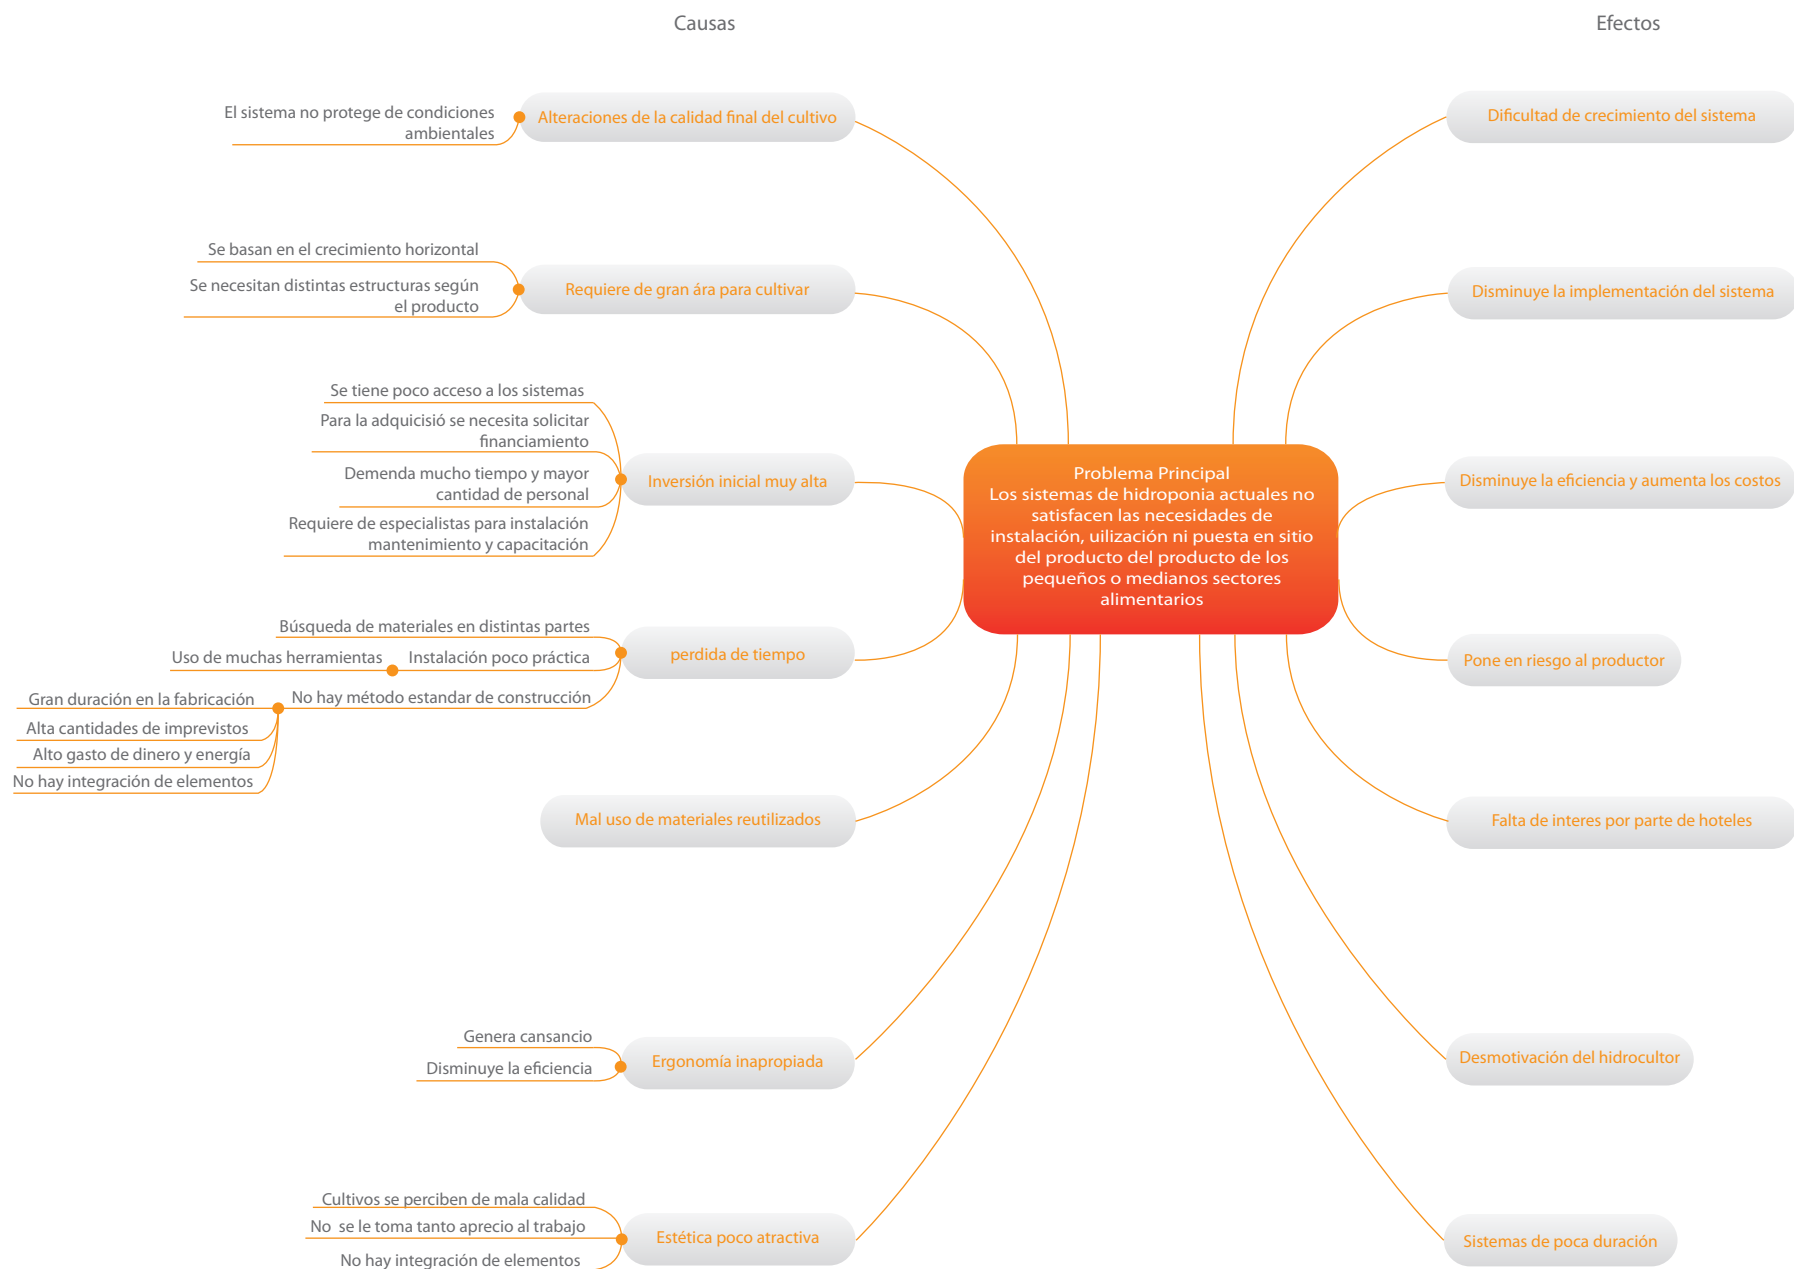 Causas
Efectos
El sistema no protege de condiciones
ambientales
Alteraciones de la calidad final del cultivo
Se basan en el crecimiento horizontal
Se necesitan distintas estructuras según
el producto
Requiere de gran ára para cultivar
Se tiene poco acceso a los sistemas
Para la adquicisió se necesita solicitar
financiamiento
Demenda mucho tiempo y mayor
cantidad de personal
Requiere de especialistas para instalación
mantenimiento y capacitación
Inversión inicial muy alta
Búsqueda de materiales en distintas partes
Uso de muchas herramientas
Instalación poco práctica
No hay método estandar de construcción
Gran duración en la fabricación
Alta cantidades de imprevistos
Alto gasto de dinero y energía
No hay integración de elementos
perdida de tiempo
Mal uso de materiales reutilizados
Genera cansancio
Disminuye la eficiencia
Ergonomía inapropiada
Cultivos se perciben de mala calidad
No se le toma tanto aprecio al trabajo
No hay integración de elementos
Estética poco atractiva
Problema Principal
Los sistemas de hidroponia actuales no
satisfacen las necesidades de
instalación, uilización ni puesta en sitio
del producto del producto de los
pequeños o medianos sectores
alimentarios
Dificultad de crecimiento del sistema
Disminuye la implementación del sistema
Disminuye la eficiencia y aumenta los costos
Pone en riesgo al productor
Falta de interes por parte de hoteles
Desmotivación del hidrocultor
Sistemas de poca duración